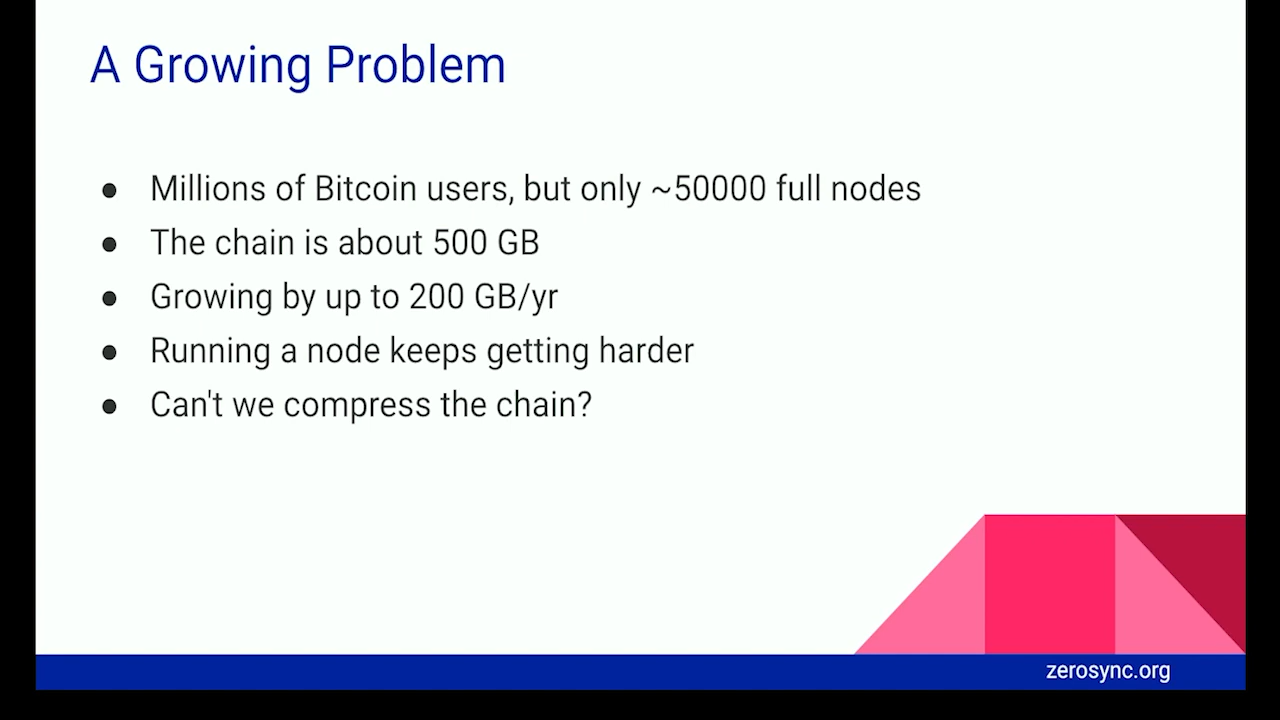 A Growing Problem
● Millions of Bitcoin users, but only ~50000 full nodes
● The chain is about 500 GB
● Growing by up to 200 GB/yr
● Running a node keeps getting harder
● Can't we compress the chain?
zerosync.org